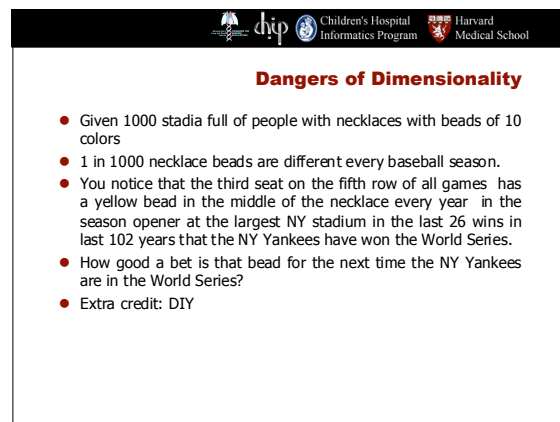 chip
Children's Hospital
Informatics Program
Harvard
Medical School
Dangers of Dimensionality
● Given 1000 stadia full of people with necklaces with beads of 10
colors
● 1 in 1000 necklace beads are different every baseball season.
● You notice that the third seat on the fifth row of all games has
a yellow bead in the middle of the necklace every year in the
season opener at the largest NY stadium in the last 26 wins in
last 102 years that the NY Yankees have won the World Series.
● How good a bet is that bead for the next time the NY Yankees
are in the World Series?
● Extra credit: DIY